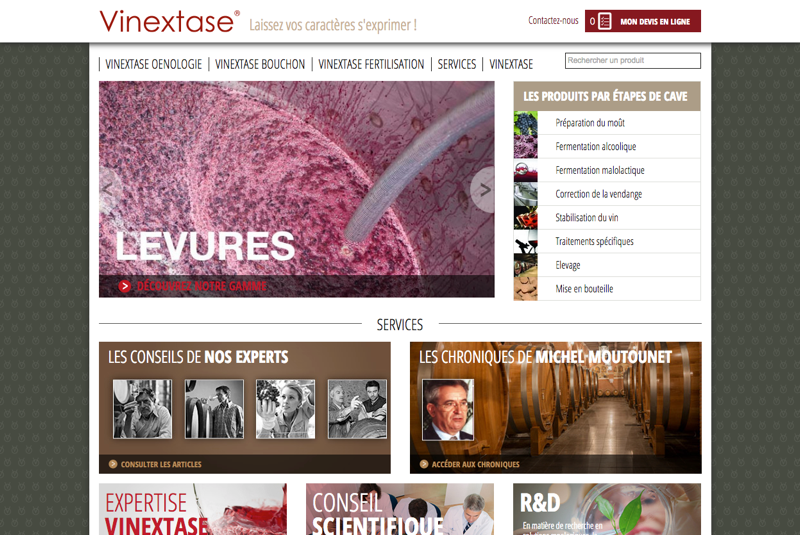 Vinextase®
Laissez vos caractères s'exprimer !
Contactez-nous
0
MON DEVIS EN LIGNE
VINEXTASE OENOLOGIE
VINEXTASE BOUCHON
VINEXTASE FERTILISATION
SERVICES
VINEXTASE
Rechercher un produit
LEVURES
DÉCOUVREZ NOTRE GAMME
LES PRODUITS PAR ÉTAPES DE CAVE
Préparation du moût
Fermentation alcoolique
Fermentation malolactique
Correction de la vendange
Stabilisation du vin
Traitements spécifiques
Elevage
Mise en bouteille
SERVICES
LES CONSEILS DE NOS EXPERTS
CONSULTER LES ARTICLES
LES CHRONIQUES DE MICHEL MOUTOUNET
ACCÉDER AUX CHRONIQUES
EXPERTISE
VINEXTASE
CONSEIL
SCIENTIFIQUE
R&D
En matière de recherche en